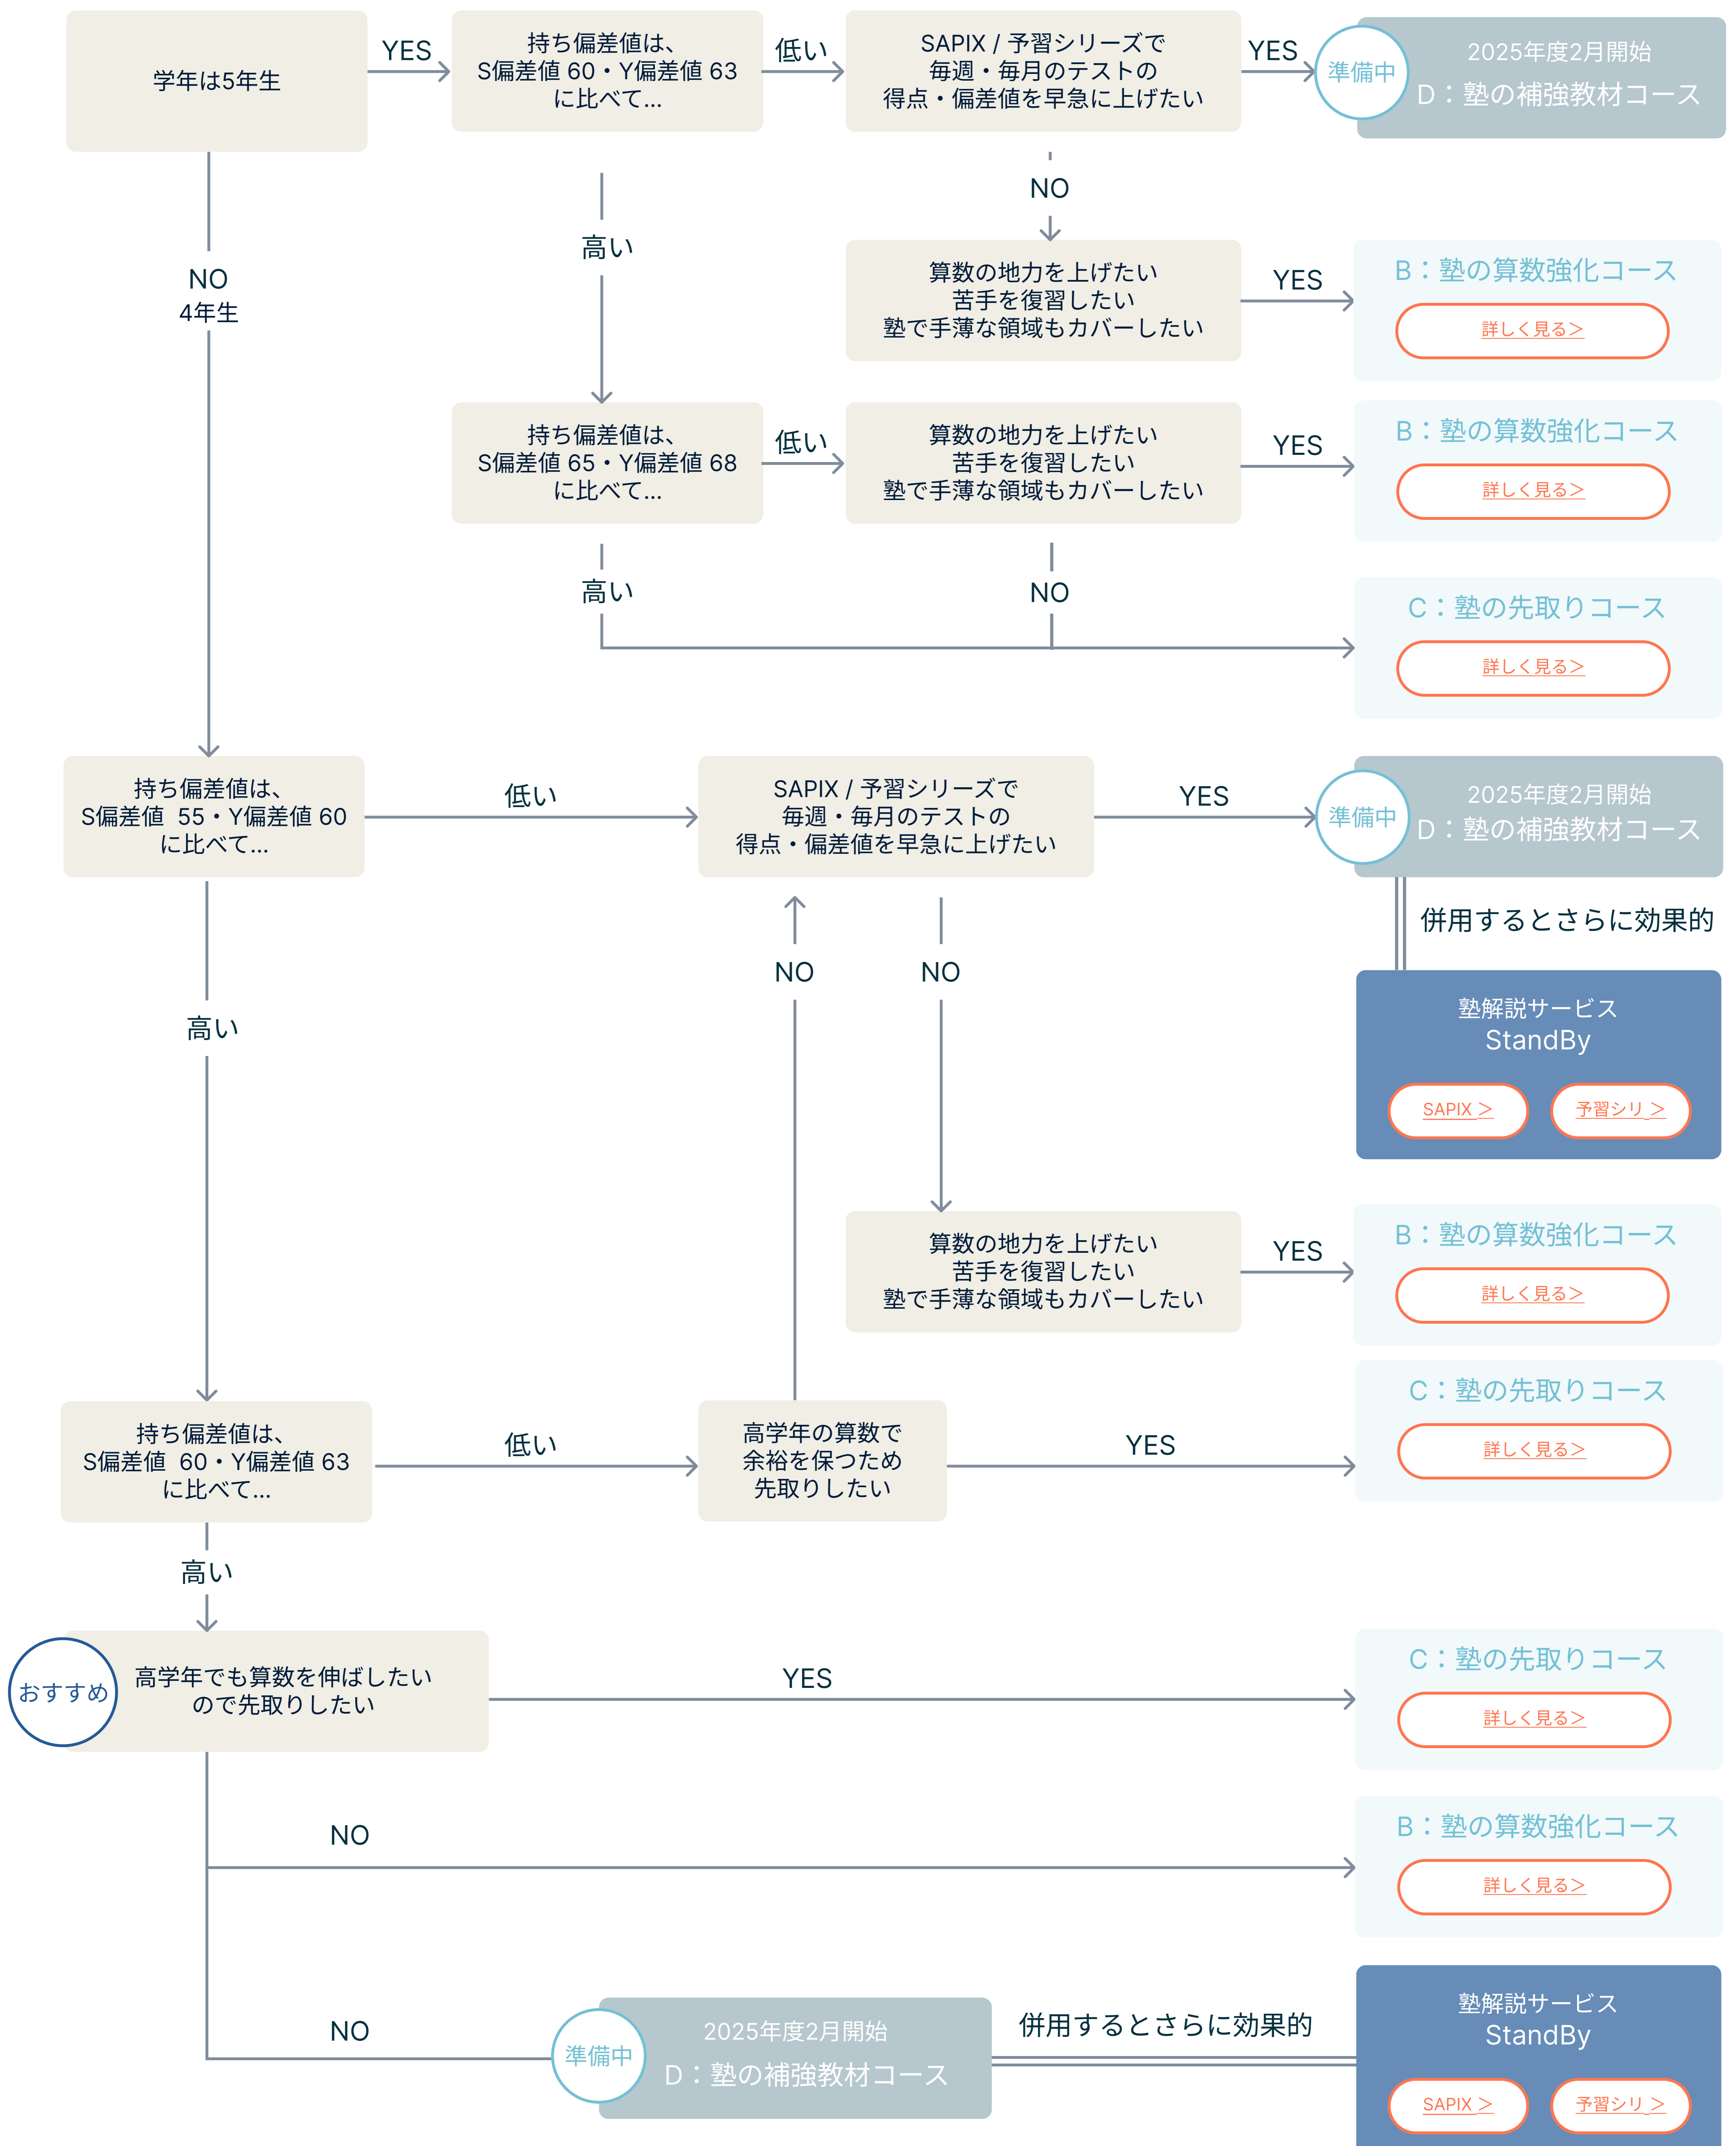 学年は5年生
YES
持ち偏差値は、
S偏差値 60・Y偏差値 63
に比べて...
低い
SAPIX / 予習シリーズで
毎週・毎月のテストの
得点・偏差値を早急に上げたい
YES
準備中
2025年度2月開始
D：塾の補強教材コース
NO
高い
NO
4年生
算数の地力を上げたい
苦手を復習したい
塾で手薄な領域もカバーしたい
YES
B：塾の算数強化コース
詳しく見る＞
持ち偏差値は、
S偏差値 65・Y偏差値 68
に比べて...
低い
算数の地力を上げたい
苦手を復習したい
塾で手薄な領域もカバーしたい
YES
B：塾の算数強化コース
詳しく見る＞
高い
NO
C：塾の先取りコース
詳しく見る＞
持ち偏差値は、
S偏差値 55・Y偏差値 60
に比べて...
低い
SAPIX / 予習シリーズで
毎週・毎月のテストの
得点・偏差値を早急に上げたい
YES
準備中
2025年度2月開始
D：塾の補強教材コース
併用するとさらに効果的
NO
NO
高い
塾解説サービス
StandBy
SAPIX ＞
予習シリ ＞
算数の地力を上げたい
苦手を復習したい
塾で手薄な領域もカバーしたい
YES
B：塾の算数強化コース
詳しく見る＞
持ち偏差値は、
S偏差値 60・Y偏差値 63
に比べて...
低い
高学年の算数で
余裕を保つため
先取りしたい
YES
C：塾の先取りコース
詳しく見る＞
高い
おすすめ
高学年でも算数を伸ばしたい
ので先取りしたい
YES
C：塾の先取りコース
詳しく見る＞
NO
B：塾の算数強化コース
詳しく見る＞
NO
準備中
2025年度2月開始
D：塾の補強教材コース
併用するとさらに効果的
塾解説サービス
StandBy
SAPIX ＞
予習シリ ＞